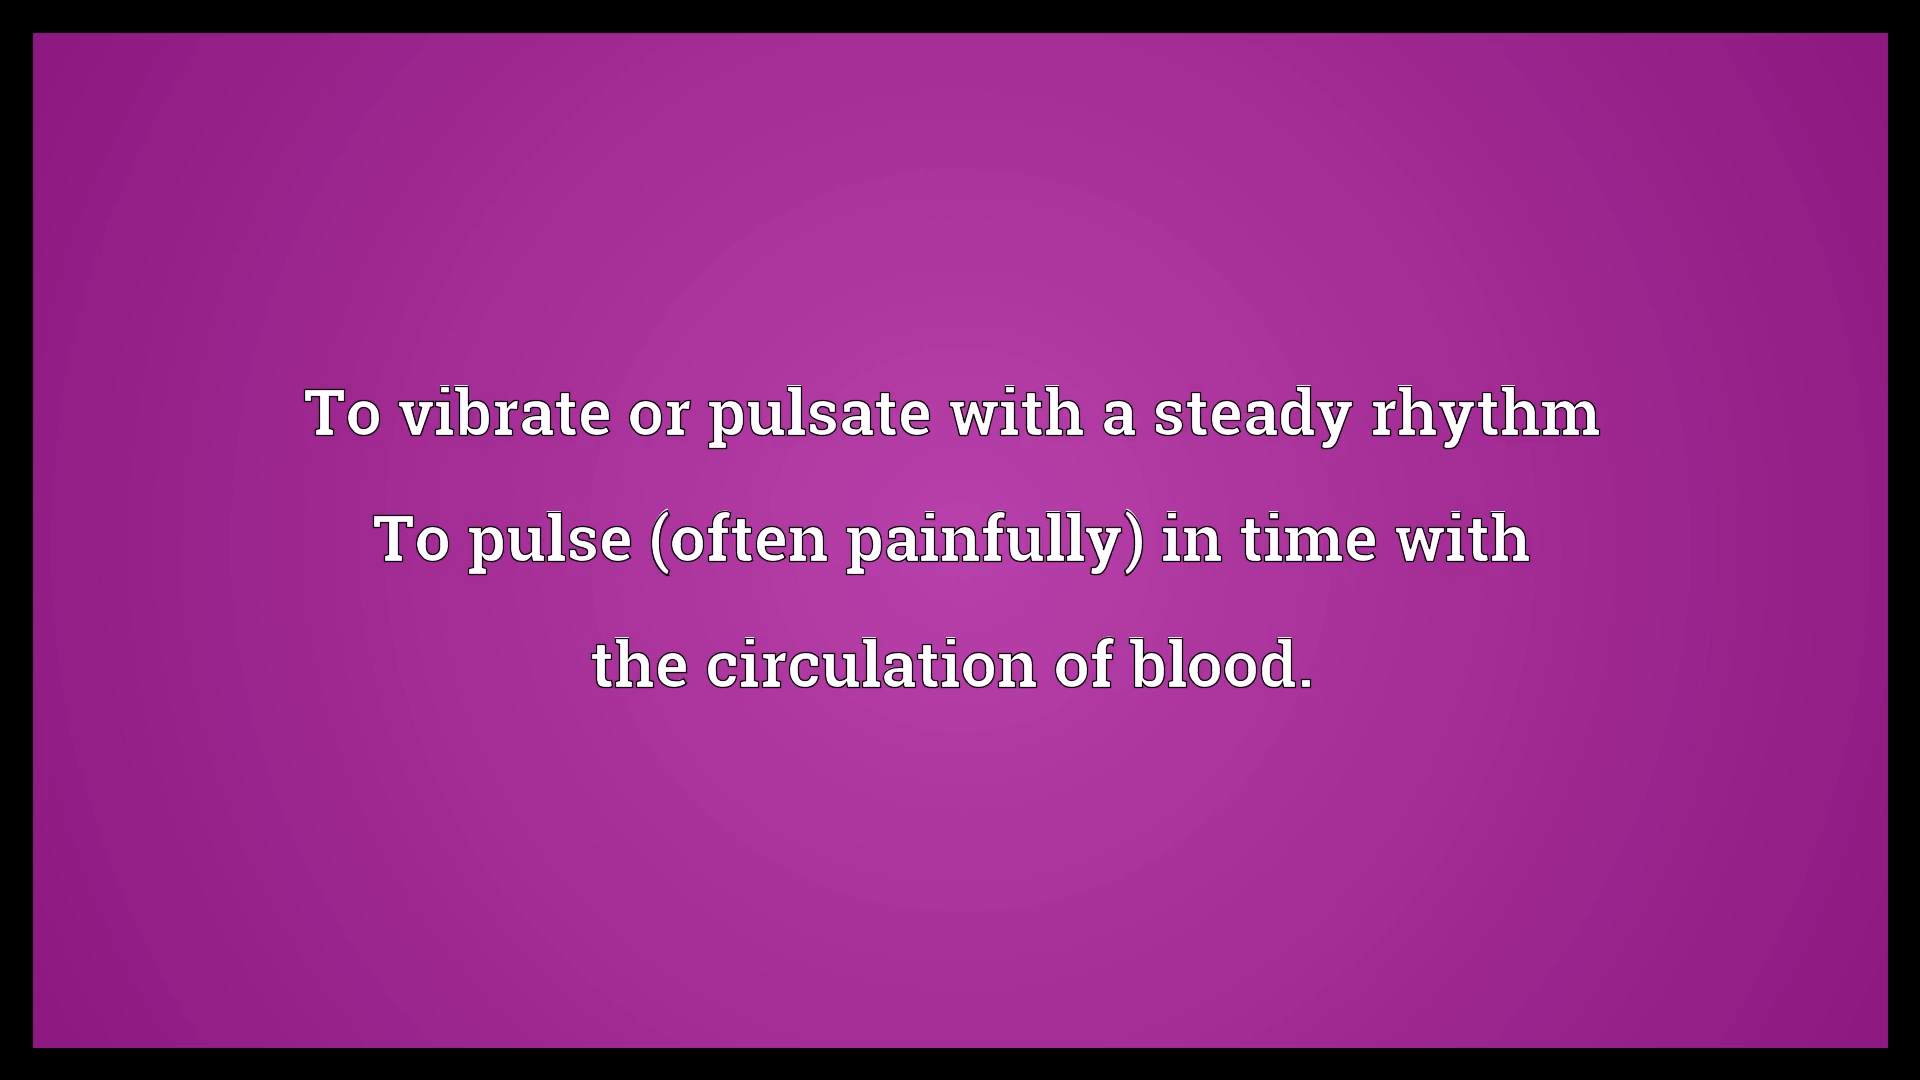 To vibrate or pulsate with a steady rhythm
To pulse (often painfully) in time with
the circulation of blood.